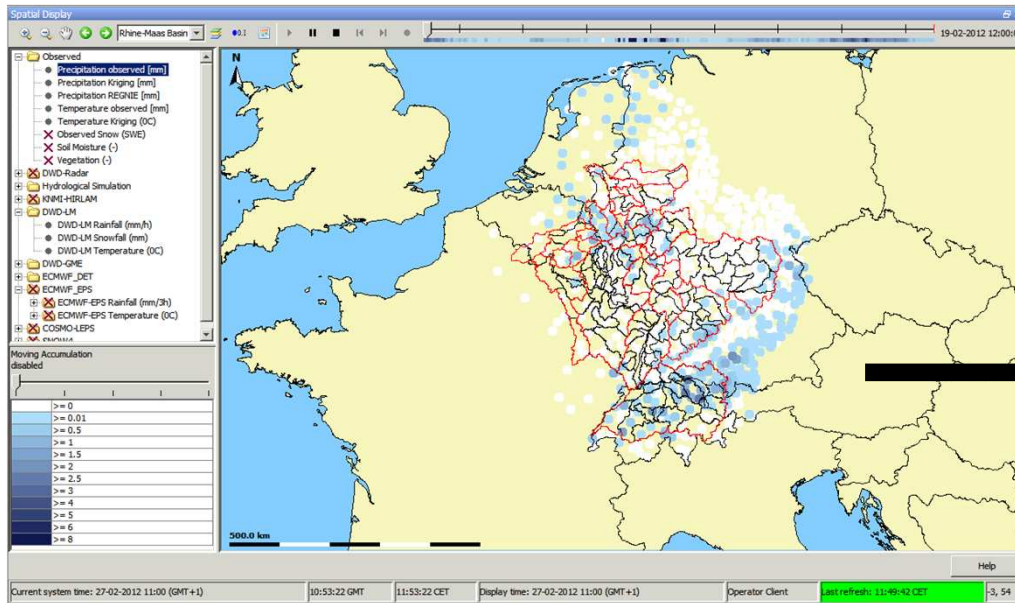 Spatial Display
Rhine-Maas Basin
0.1
19-02-2012 12:00:0
Observed
Precipitation observed [mm]
Precipitation Kriging [mm]
Precipitation REGNIE [mm]
Temperature observed [mm]
Temperature Kriging (0C)
Observed Snow (SWE)
Soil Moisture (-)
Vegetation (-)
DWD-Radar
Hydrological Simulation
KNMI-HIRLAM
DWD-LM
DWD-LM Rainfall (mm/h)
DWD-LM Snowfall (mm)
DWD-LM Temperature (0C)
DWD-GME
ECMWF_DET
ECMWF_EPS
ECMWF-EPS Rainfall (mm/3h)
ECMWF-EPS Temperature (0C)
COSMO-LEPS
Moving Accumulation
disabled
>= 0
>= 0.01
>= 0.5
>= 1
>= 1.5
>= 2
>= 2.5
>= 3
>= 4
>= 5
>= 6
>= 8
N
500.0 km
Help
Current system time: 27-02-2012 11:00 (GMT+1)
10:53:22 GMT
11:53:22 CET
Display time: 27-02-2012 11:00 (GMT+1)
Operator Client
Last refresh: 11:49:42 CET
-3, 54